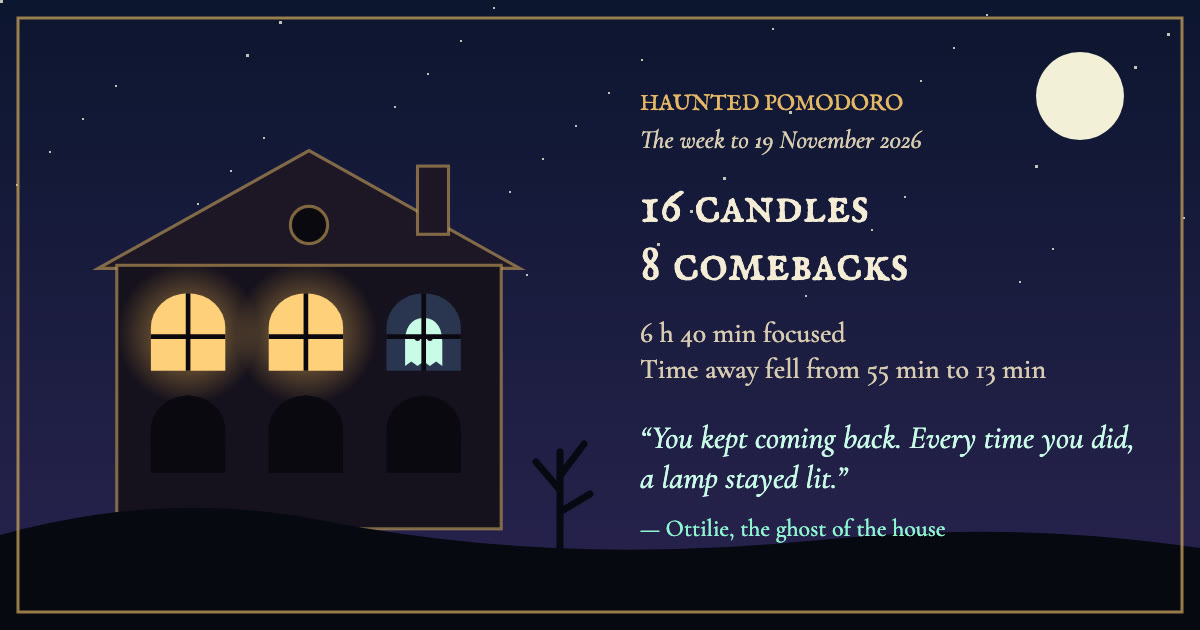 HAUNTED POMODORO
The week to 19 November 2026
16 CANDLES
8 COMEBACKS
6 h 40 min focused
Time away fell from 55 min to 13 min
“You kept coming back. Every time you did,
a lamp stayed lit.”
— Ottilie, the ghost of the house